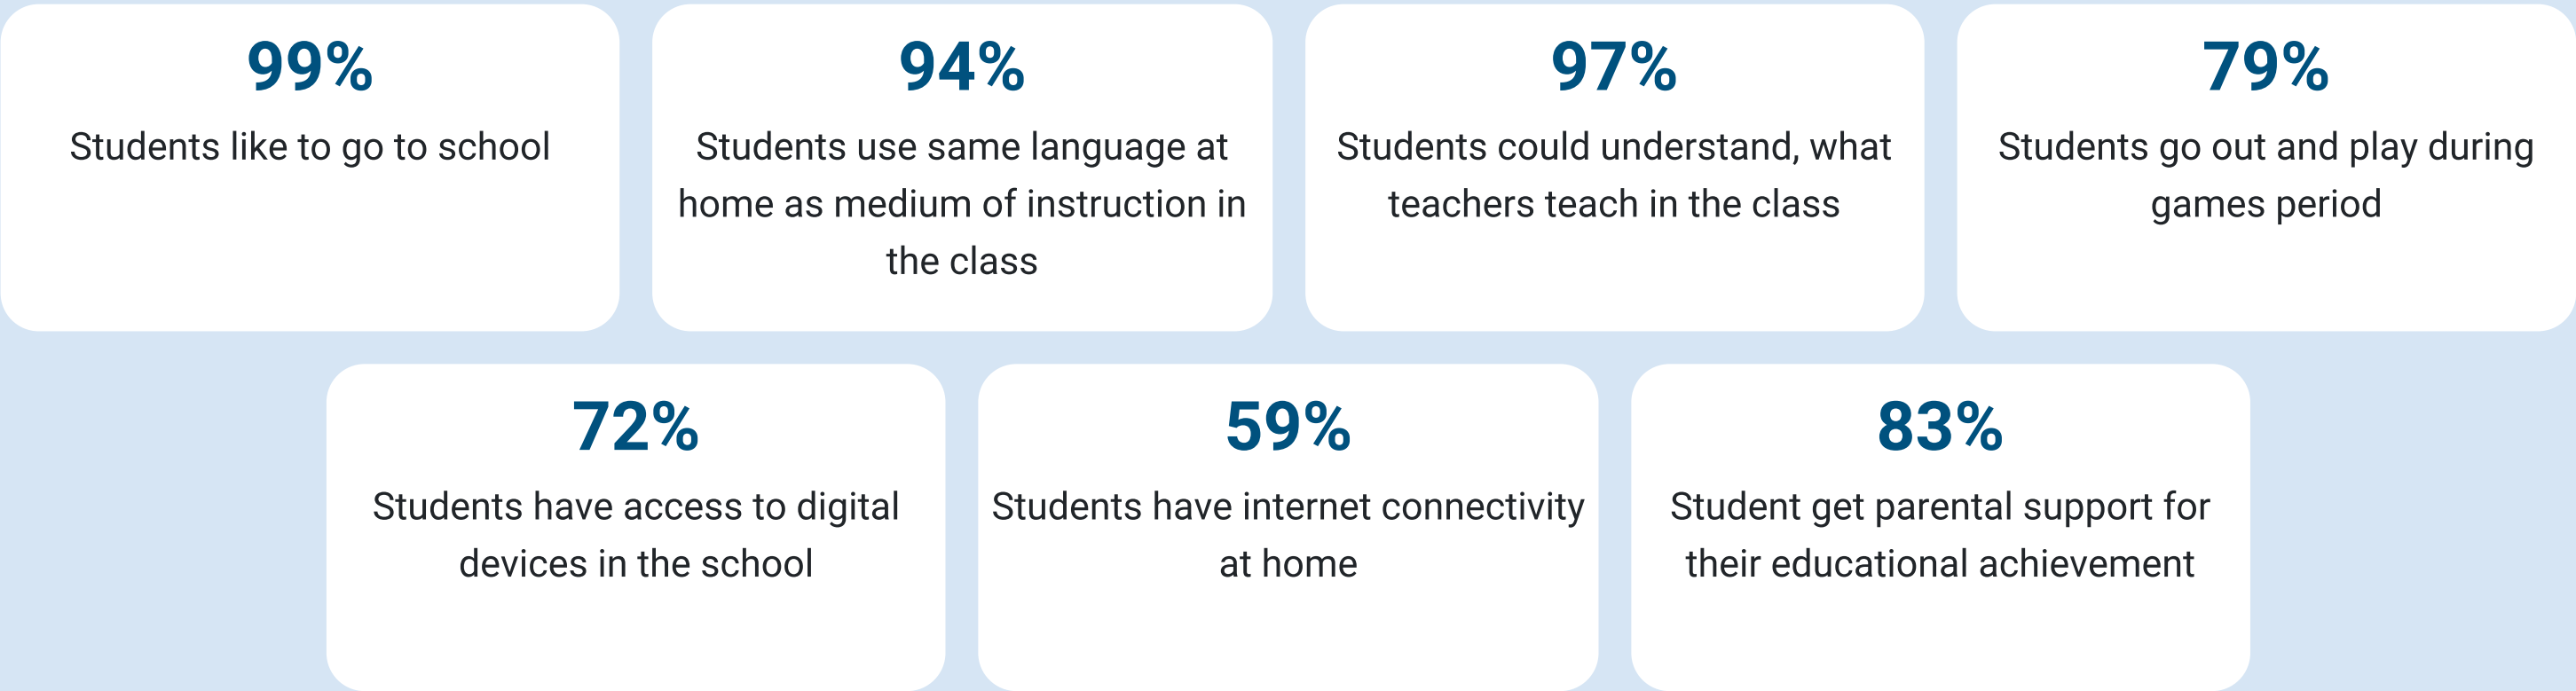 99%
Students like to go to school
94%
Students use same language at
home as medium of instruction in
the class
97%
Students could understand, what
teachers teach in the class
79%
Students go out and play during
games period
72%
Students have access to digital
devices in the school
59%
Students have internet connectivity
at home
83%
Student get parental support for
their educational achievement